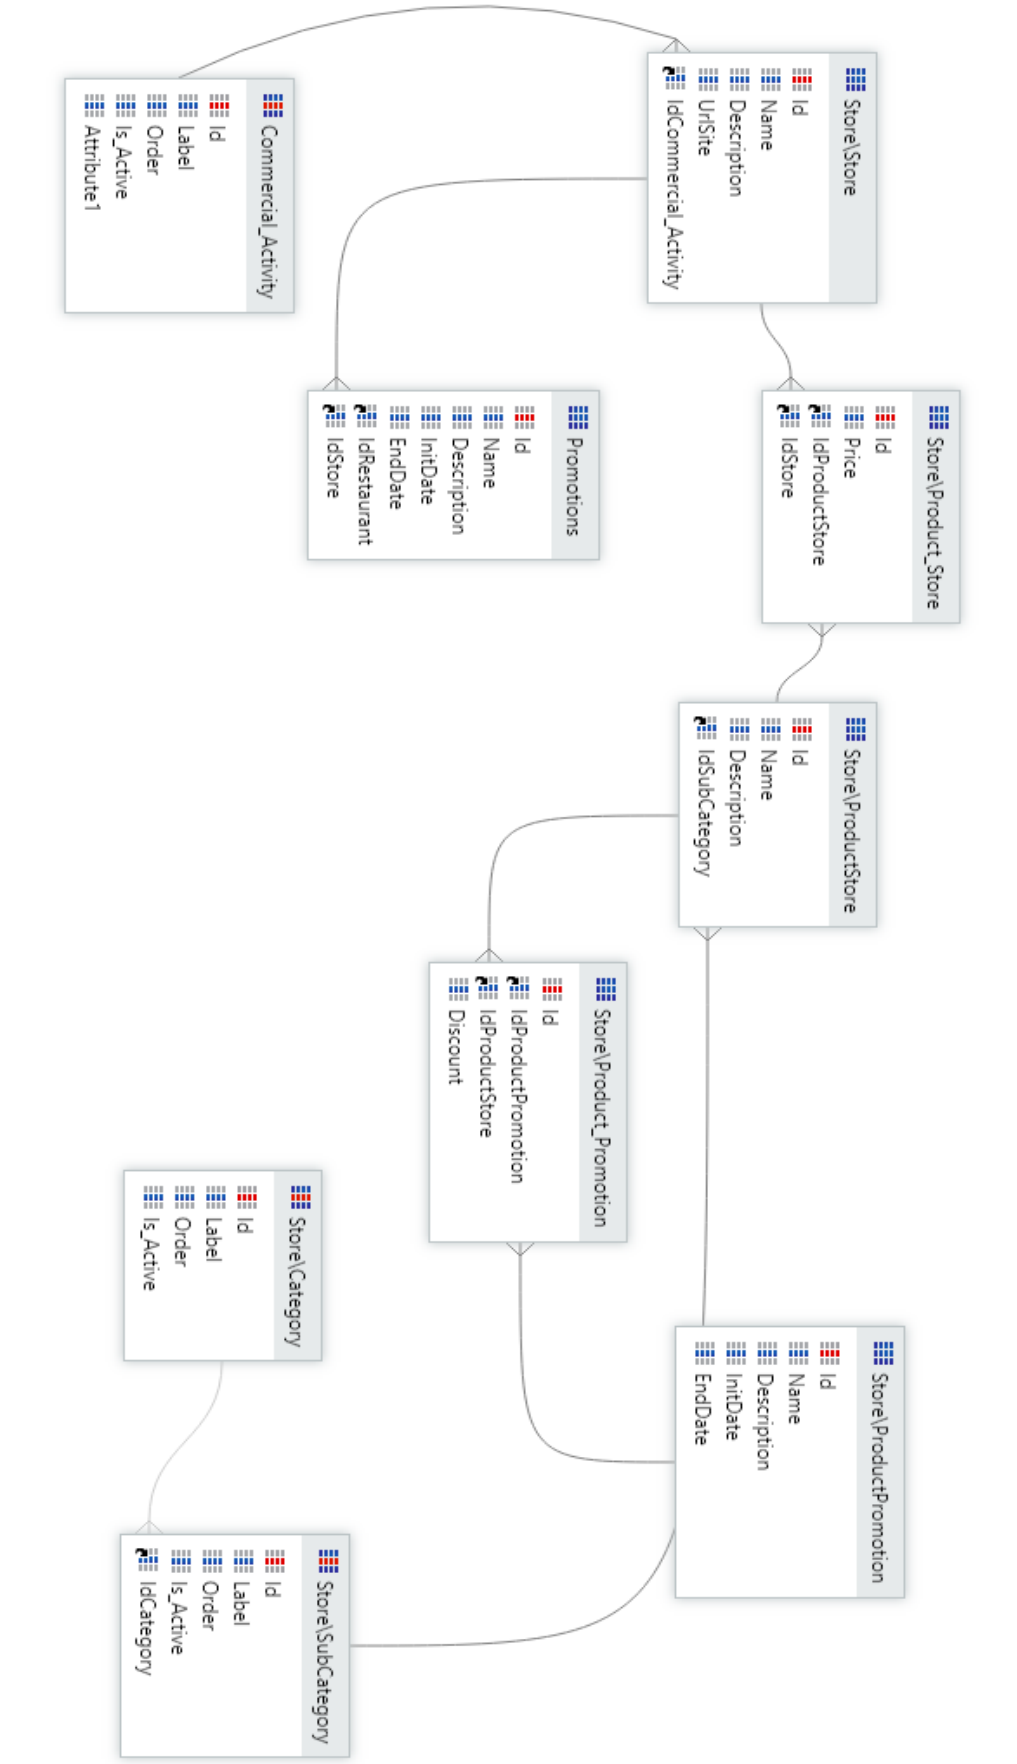 Store\Store
Id
Name
Description
UrlSite
IdCommercial_Activity
Commercial_Activity
Id
Label
Order
Is_Active
Attribute1
Store\Product_Store
Id
Price
IdProductStore
IdStore
Promotions
Id
Name
Description
InitDate
EndDate
IdRestaurant
IdStore
Store\ProductStore
Id
Name
Description
IdSubCategory
Store\Product_Promotion
Id
IdProductPromotion
IdProductStore
Discount
Store\ProductPromotion
Id
Name
Description
InitDate
EndDate
Store\Category
Id
Label
Order
Is_Active
Store\SubCategory
Id
Label
Order
Is_Active
IdCategory